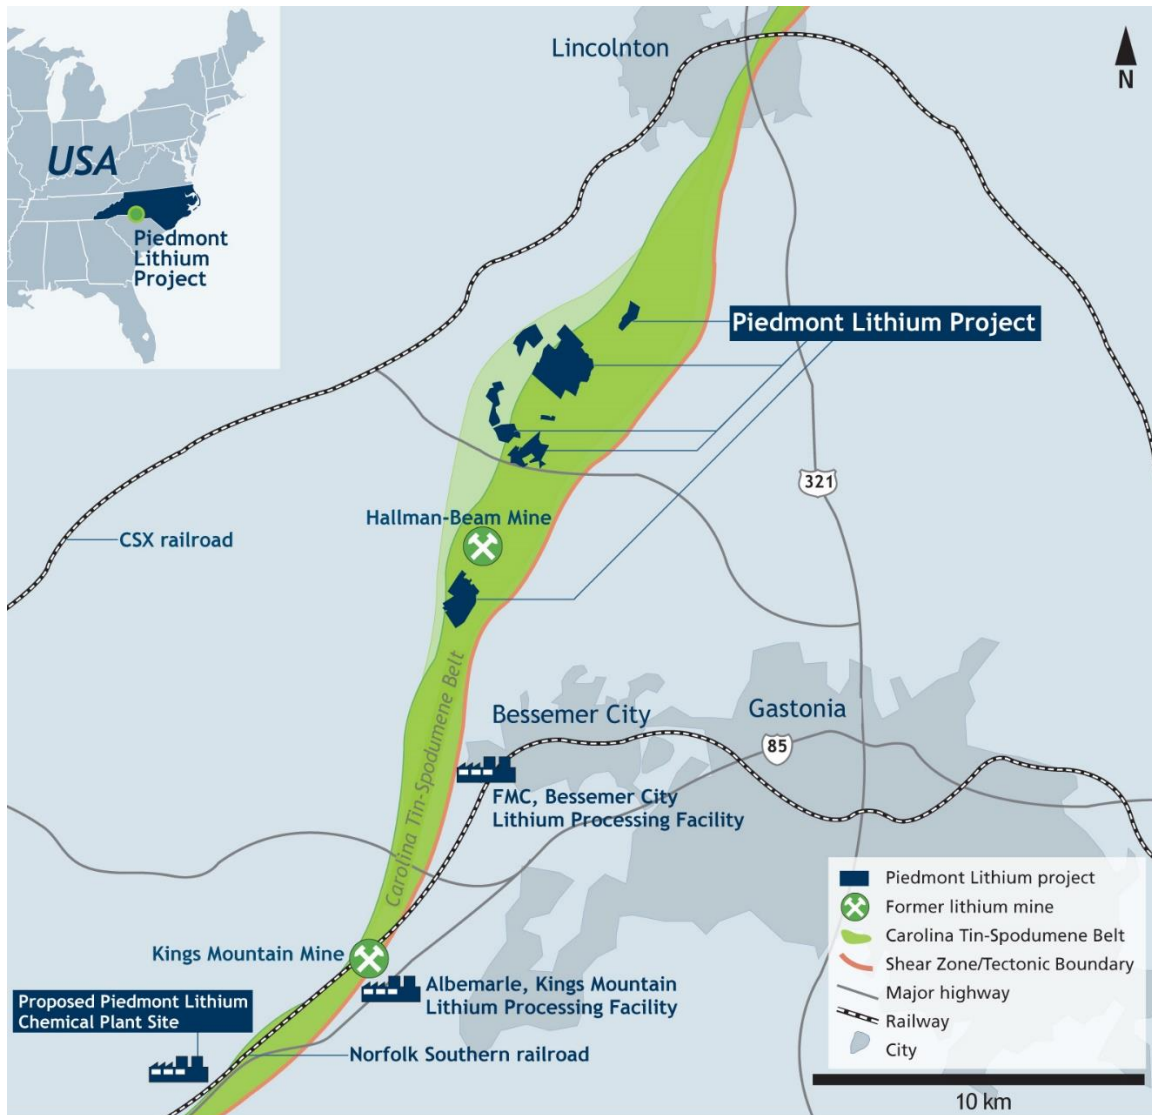 USA
Piedmont
Lithium
Project
Lincolnton
N
Piedmont Lithium Project
321
Hallman-Beam Mine
CSX railroad
Carolina Tin-Spodumene Belt
Bessemer City
Gastonia
85
FMC, Bessemer City
Lithium Processing Facility
Kings Mountain Mine
Albemarle, Kings Mountain
Lithium Processing Facility
Proposed Piedmont Lithium
Chemical Plant Site
Norfolk Southern railroad
Piedmont Lithium project
Former lithium mine
Carolina Tin-Spodumene Belt
Shear Zone/Tectonic Boundary
Major highway
Railway
City
10 km